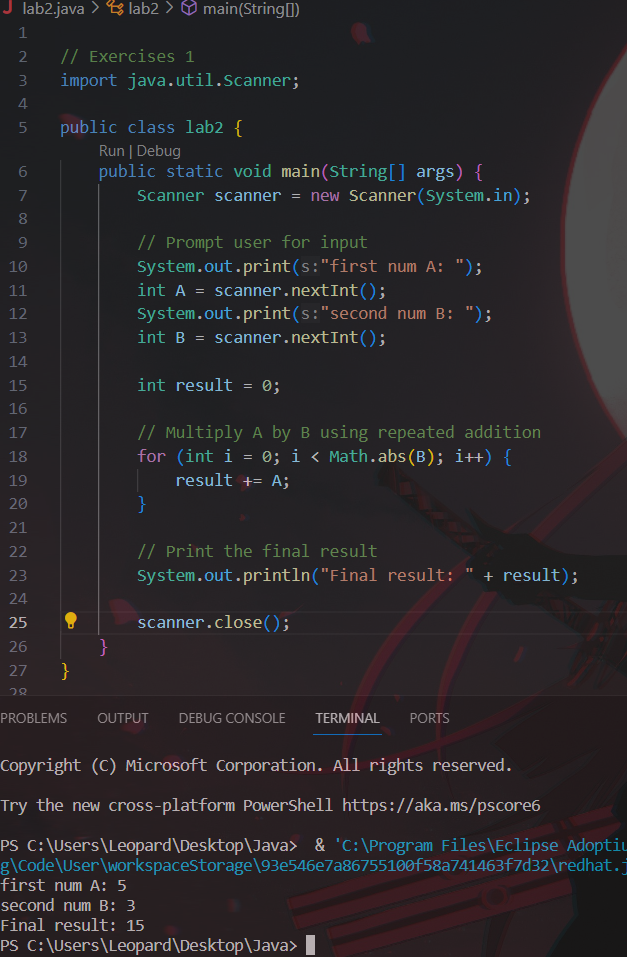 lab2.java > lab2 > main(String[])
1
2 // Exercises 1
3 import java.util.Scanner;
4
5 public class lab2 {
Run | Debug
6 public static void main(String[] args) {
7 Scanner scanner = new Scanner(System.in);
8
9 // Prompt user for input
10 System.out.print(s:"first num A: ");
11 int A = scanner.nextInt();
12 System.out.print(s:"second num B: ");
13 int B = scanner.nextInt();
14
15 int result = 0;
16
17 // Multiply A by B using repeated addition
18 for (int i = 0; i < Math.abs(B); i++) {
19 result += A;
20 }
21
22 // Print the final result
23 System.out.println("Final result: " + result);
24
25 scanner.close();
26 }
27 }
28
PROBLEMS OUTPUT DEBUG CONSOLE TERMINAL PORTS
Copyright (C) Microsoft Corporation. All rights reserved.
Try the new cross-platform PowerShell https://aka.ms/pscore6
PS C:\Users\Leopard\Desktop\Java> & 'C:\Program Files\Eclipse Adoptiu
g\Code\User\workspaceStorage\93e546e7a86755100f58a741463f7d32\redhat.j
first num A: 5
second num B: 3
Final result: 15
PS C:\Users\Leopard\Desktop\Java>